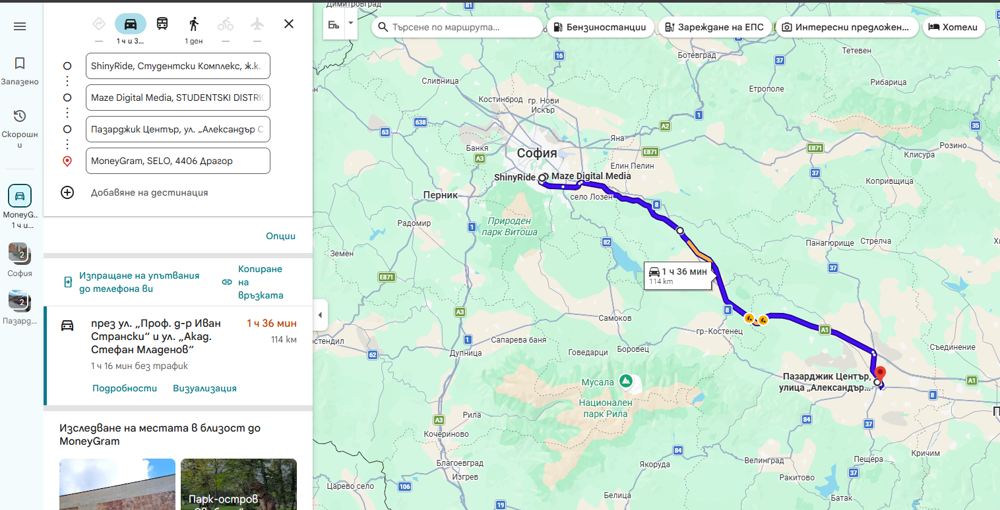 1 ч и 3...
—
1 ден
—
—
ShinyRide, Студентски Комплекс, ж.к.
Maze Digital Media, STUDENTSKI DISTRIC
Пазарджик Център, ул. „Александър С
MoneyGram, SELO, 4406 Драгор
Добавяне на дестинация
Запазено
Скорошн
и
MoneyG...
1 ч и...
2
София
2
Пазард...
Опции
Изпращане на упътвания
до телефона ви
Копиране
на
връзката
през ул. „Проф. д-р Иван
Странски“ и ул. „Акад.
Стефан Младенов“
1 ч 36 мин
114 km
1 ч 16 мин без трафик
Подробности
Визуализация
Изследване на местата в близост до
MoneyGram
Парк-остров
Търсене по маршрута...
Бензиностанции
Зареждане на ЕПС
Интересни предложен...
Хотели
Димитровград
81
16
Ботевград
37
Тетевен
Рибарица
Етрополе
Сливница
Костинброд
гр. Нови
Искър
638
63
1
A2
35
Розино
Клисура
E871
37
Копривщица
Банкя
A3
София
Яна
E871
Елин Пелин
ShinyRide
Maze Digital Media
село Лозен
8
Перник
Природен
парк Витоша
1
Радомир
82
Земен
E871
Панагюрище
Стрелча
37
1 ч 36 мин
114 km
8
A3
Самоков
гр. Костенец
A1
1
Сапарева баня
62
Дупница
Говедарци
Боровец
Съединение
Мусала
Национален
парк Рила
Пазарджик Център,
улица „Александър...
A1
8
Рила
A3
Кочериново
84
37
84
Велинград
Пещера
Кричим
Благоевград
Изгрев
Якоруда
37
Ракитово
Царево село
106
Белица
Батак
19